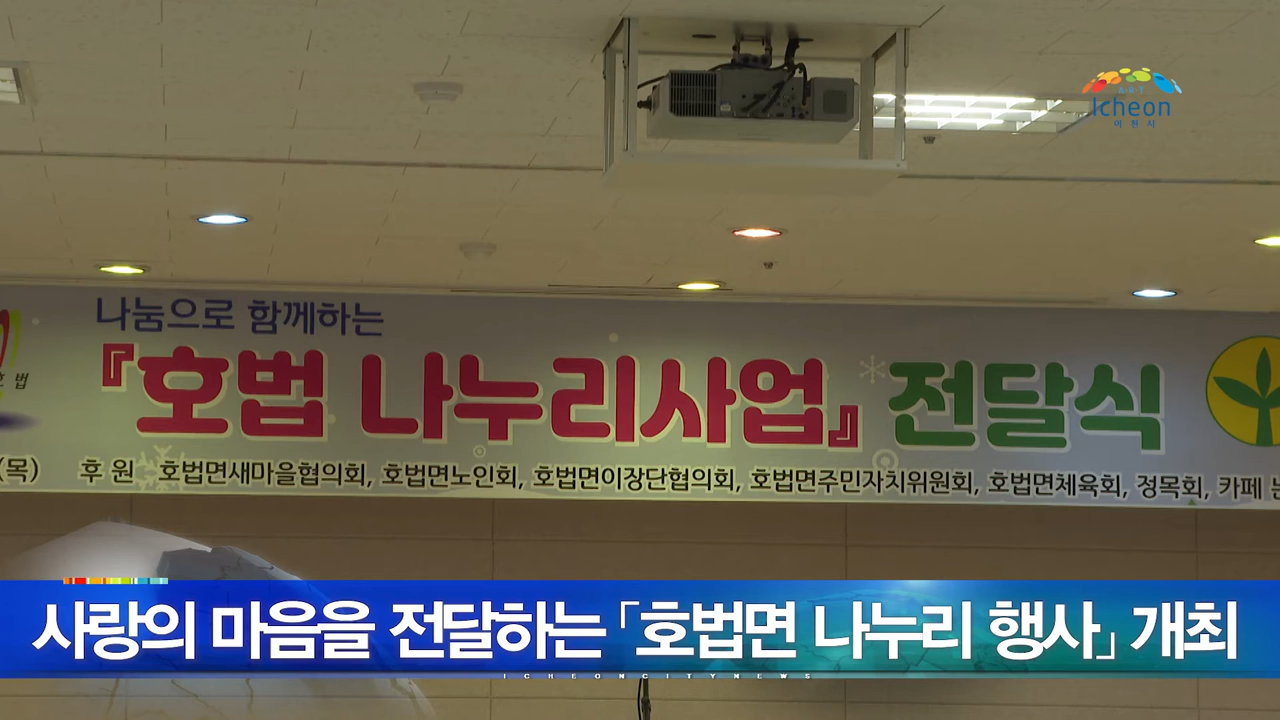 ART
Icheon
이천시
나눔으로 함께하는
『호법 나누리사업』 전달식
호법
(목) 후원 호법면새마을협의회, 호법면노인회, 호법면이장단협의회, 호법면주민자치위원회, 호법면체육회, 정목회, 카페
사랑의 마음을 전달하는 「호법면 나누리 행사」 개최
ICHEONCITYNEWS